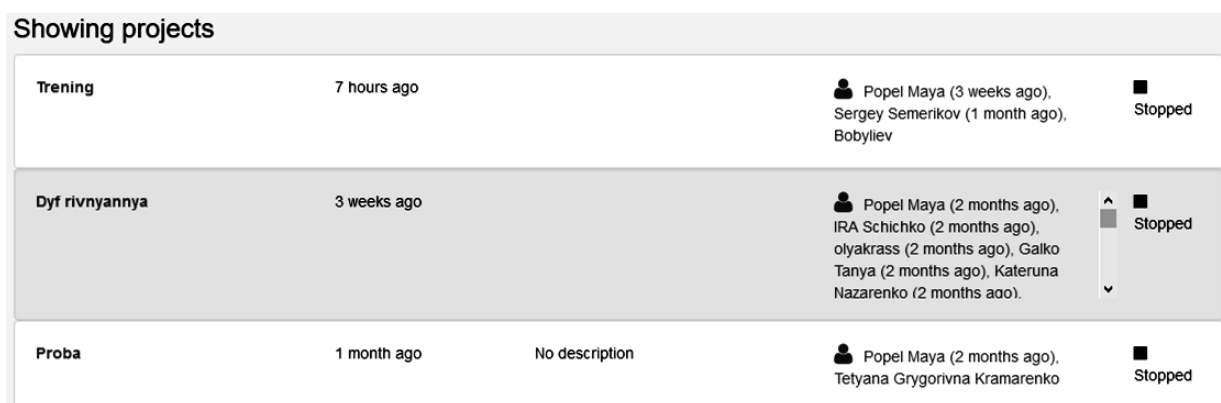 Showing projects
Trening 7 hours ago Popel Maya (3 weeks ago),
Sergey Semerikov (1 month ago),
Bobyliev
Stopped
Dyf rivnyannya 3 weeks ago Popel Maya (2 months ago),
IRA Schichko (2 months ago),
olyakrass (2 months ago), Galko
Tanya (2 months ago), Kateruna
Nazarenko (2 months ago),
Stopped
Proba 1 month ago No description Popel Maya (2 months ago),
Tetyana Grygorivna Kramarenko
Stopped